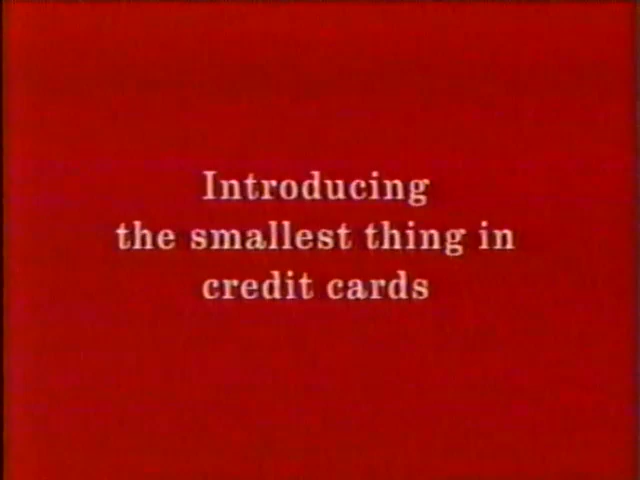 Introducing
the smallest thing in
credit cards